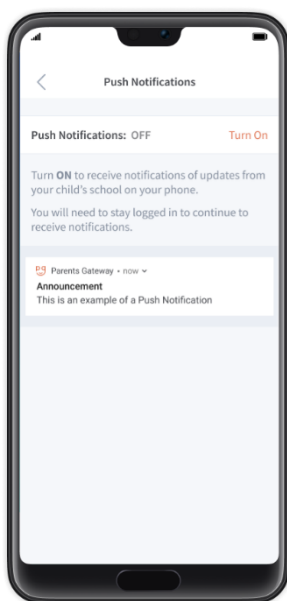 Push Notifications
Push Notifications: OFF Turn On
Turn ON to receive notifications of updates from
your child's school on your phone.
You will need to stay logged in to continue to
receive notifications.
Parents Gateway • now
Announcement
This is an example of a Push Notification